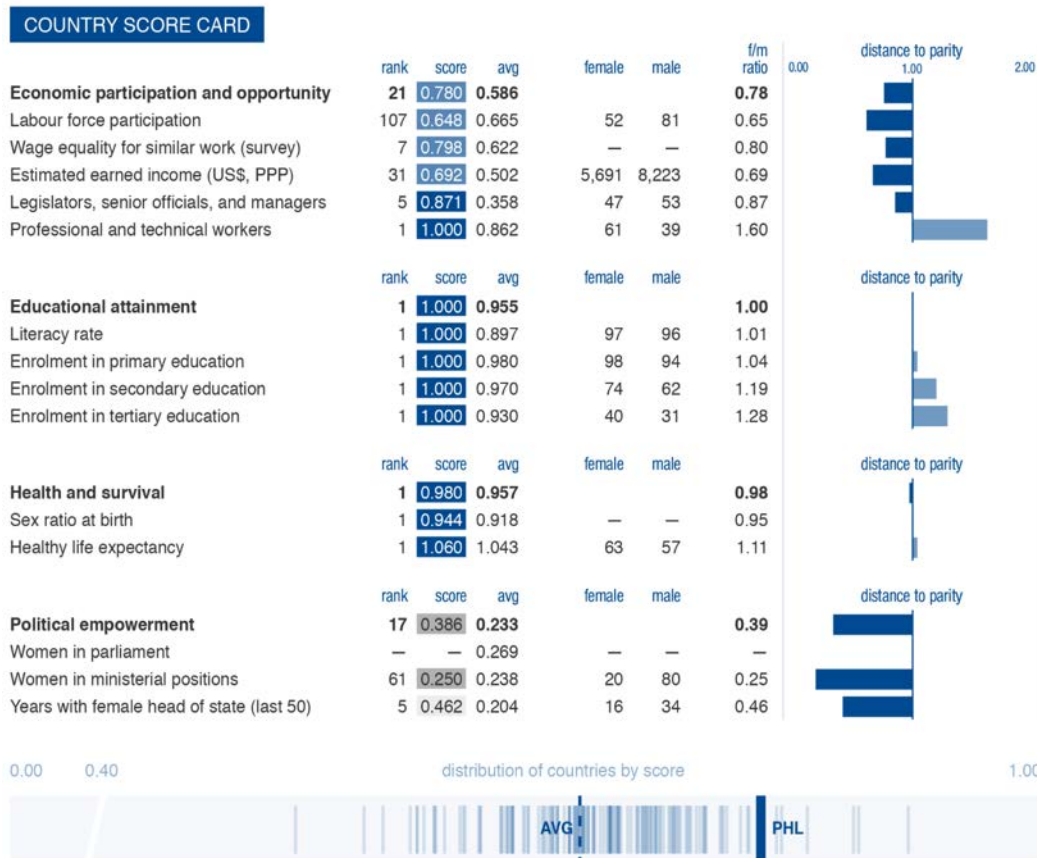 COUNTRY SCORE CARD
rank score avg female male f/m ratio 0.00 distance to parity 1.00 2.00
Economic participation and opportunity 21 0.780 0.586 0.78
Labour force participation 107 0.648 0.665 52 81 0.65
Wage equality for similar work (survey) 7 0.798 0.622 — — 0.80
Estimated earned income (US$, PPP) 31 0.692 0.502 5,691 8,223 0.69
Legislators, senior officials, and managers 5 0.871 0.358 47 53 0.87
Professional and technical workers 1 1.000 0.862 61 39 1.60
rank score avg female male distance to parity
Educational attainment 1 1.000 0.955 1.00
Literacy rate 1 1.000 0.897 97 96 1.01
Enrolment in primary education 1 1.000 0.980 98 94 1.04
Enrolment in secondary education 1 1.000 0.970 74 62 1.19
Enrolment in tertiary education 1 1.000 0.930 40 31 1.28
rank score avg female male distance to parity
Health and survival 1 0.980 0.957 0.98
Sex ratio at birth 1 0.944 0.918 — — 0.95
Healthy life expectancy 1 1.060 1.043 63 57 1.11
rank score avg female male distance to parity
Political empowerment 17 0.386 0.233 0.39
Women in parliament — — 0.269 — — —
Women in ministerial positions 61 0.250 0.238 20 80 0.25
Years with female head of state (last 50) 5 0.462 0.204 16 34 0.46
0.00 0.40 distribution of countries by score 1.00
AVG PHL